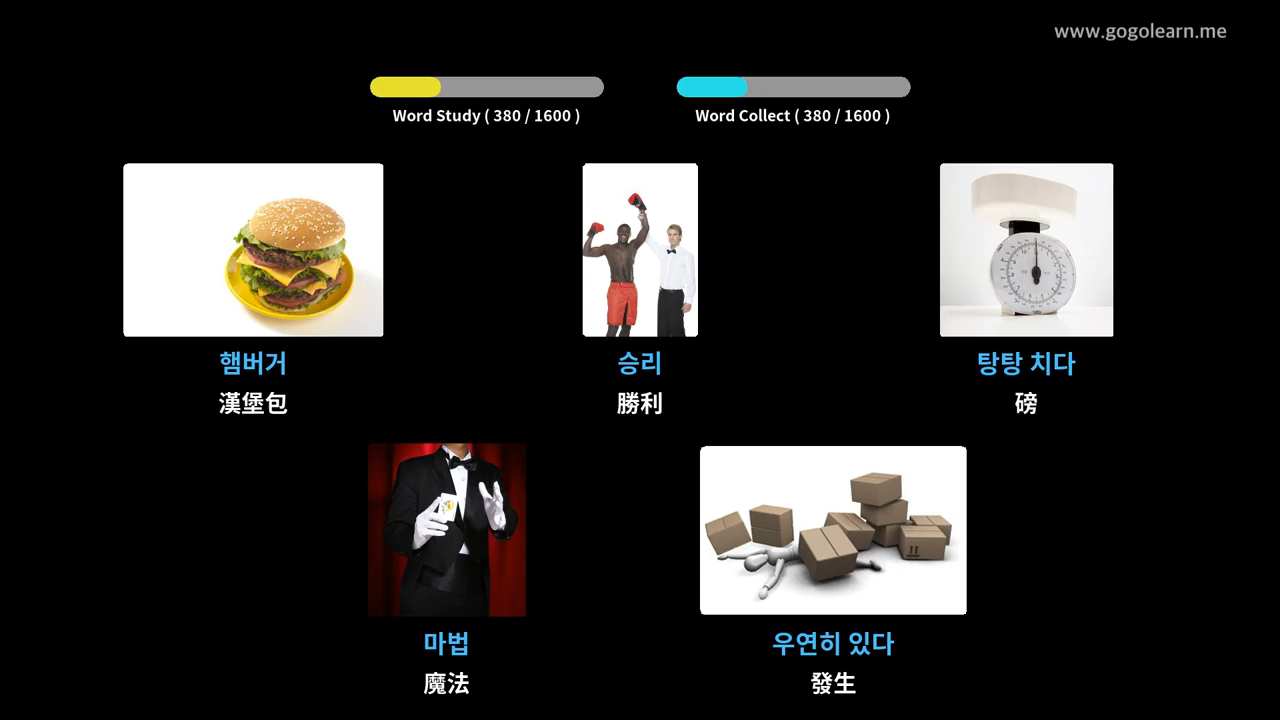 www.gogolearn.me
Word Study ( 380 / 1600 )
Word Collect ( 380 / 1600 )
햄버거
漢堡包
승리
勝利
탕탕 치다
磅
마법
魔法
우연히 있다
發生